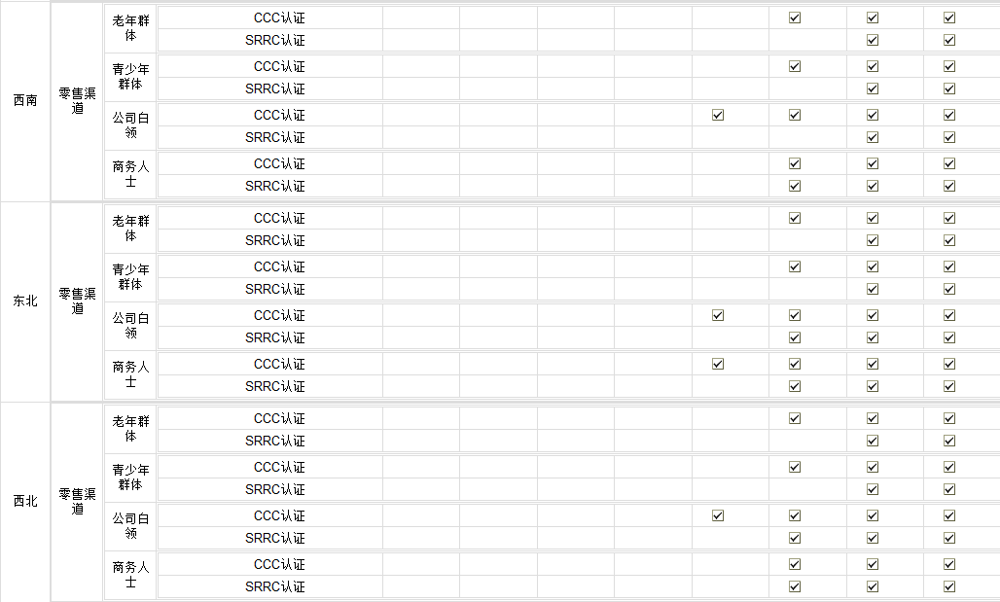 西南
零售渠
道
老年群
体
CCC认证
SRRC认证
青少年
群体
CCC认证
SRRC认证
公司白
领
CCC认证
SRRC认证
商务人
士
CCC认证
SRRC认证
东北
零售渠
道
老年群
体
CCC认证
SRRC认证
青少年
群体
CCC认证
SRRC认证
公司白
领
CCC认证
SRRC认证
商务人
士
CCC认证
SRRC认证
西北
零售渠
道
老年群
体
CCC认证
SRRC认证
青少年
群体
CCC认证
SRRC认证
公司白
领
CCC认证
SRRC认证
商务人
士
CCC认证
SRRC认证